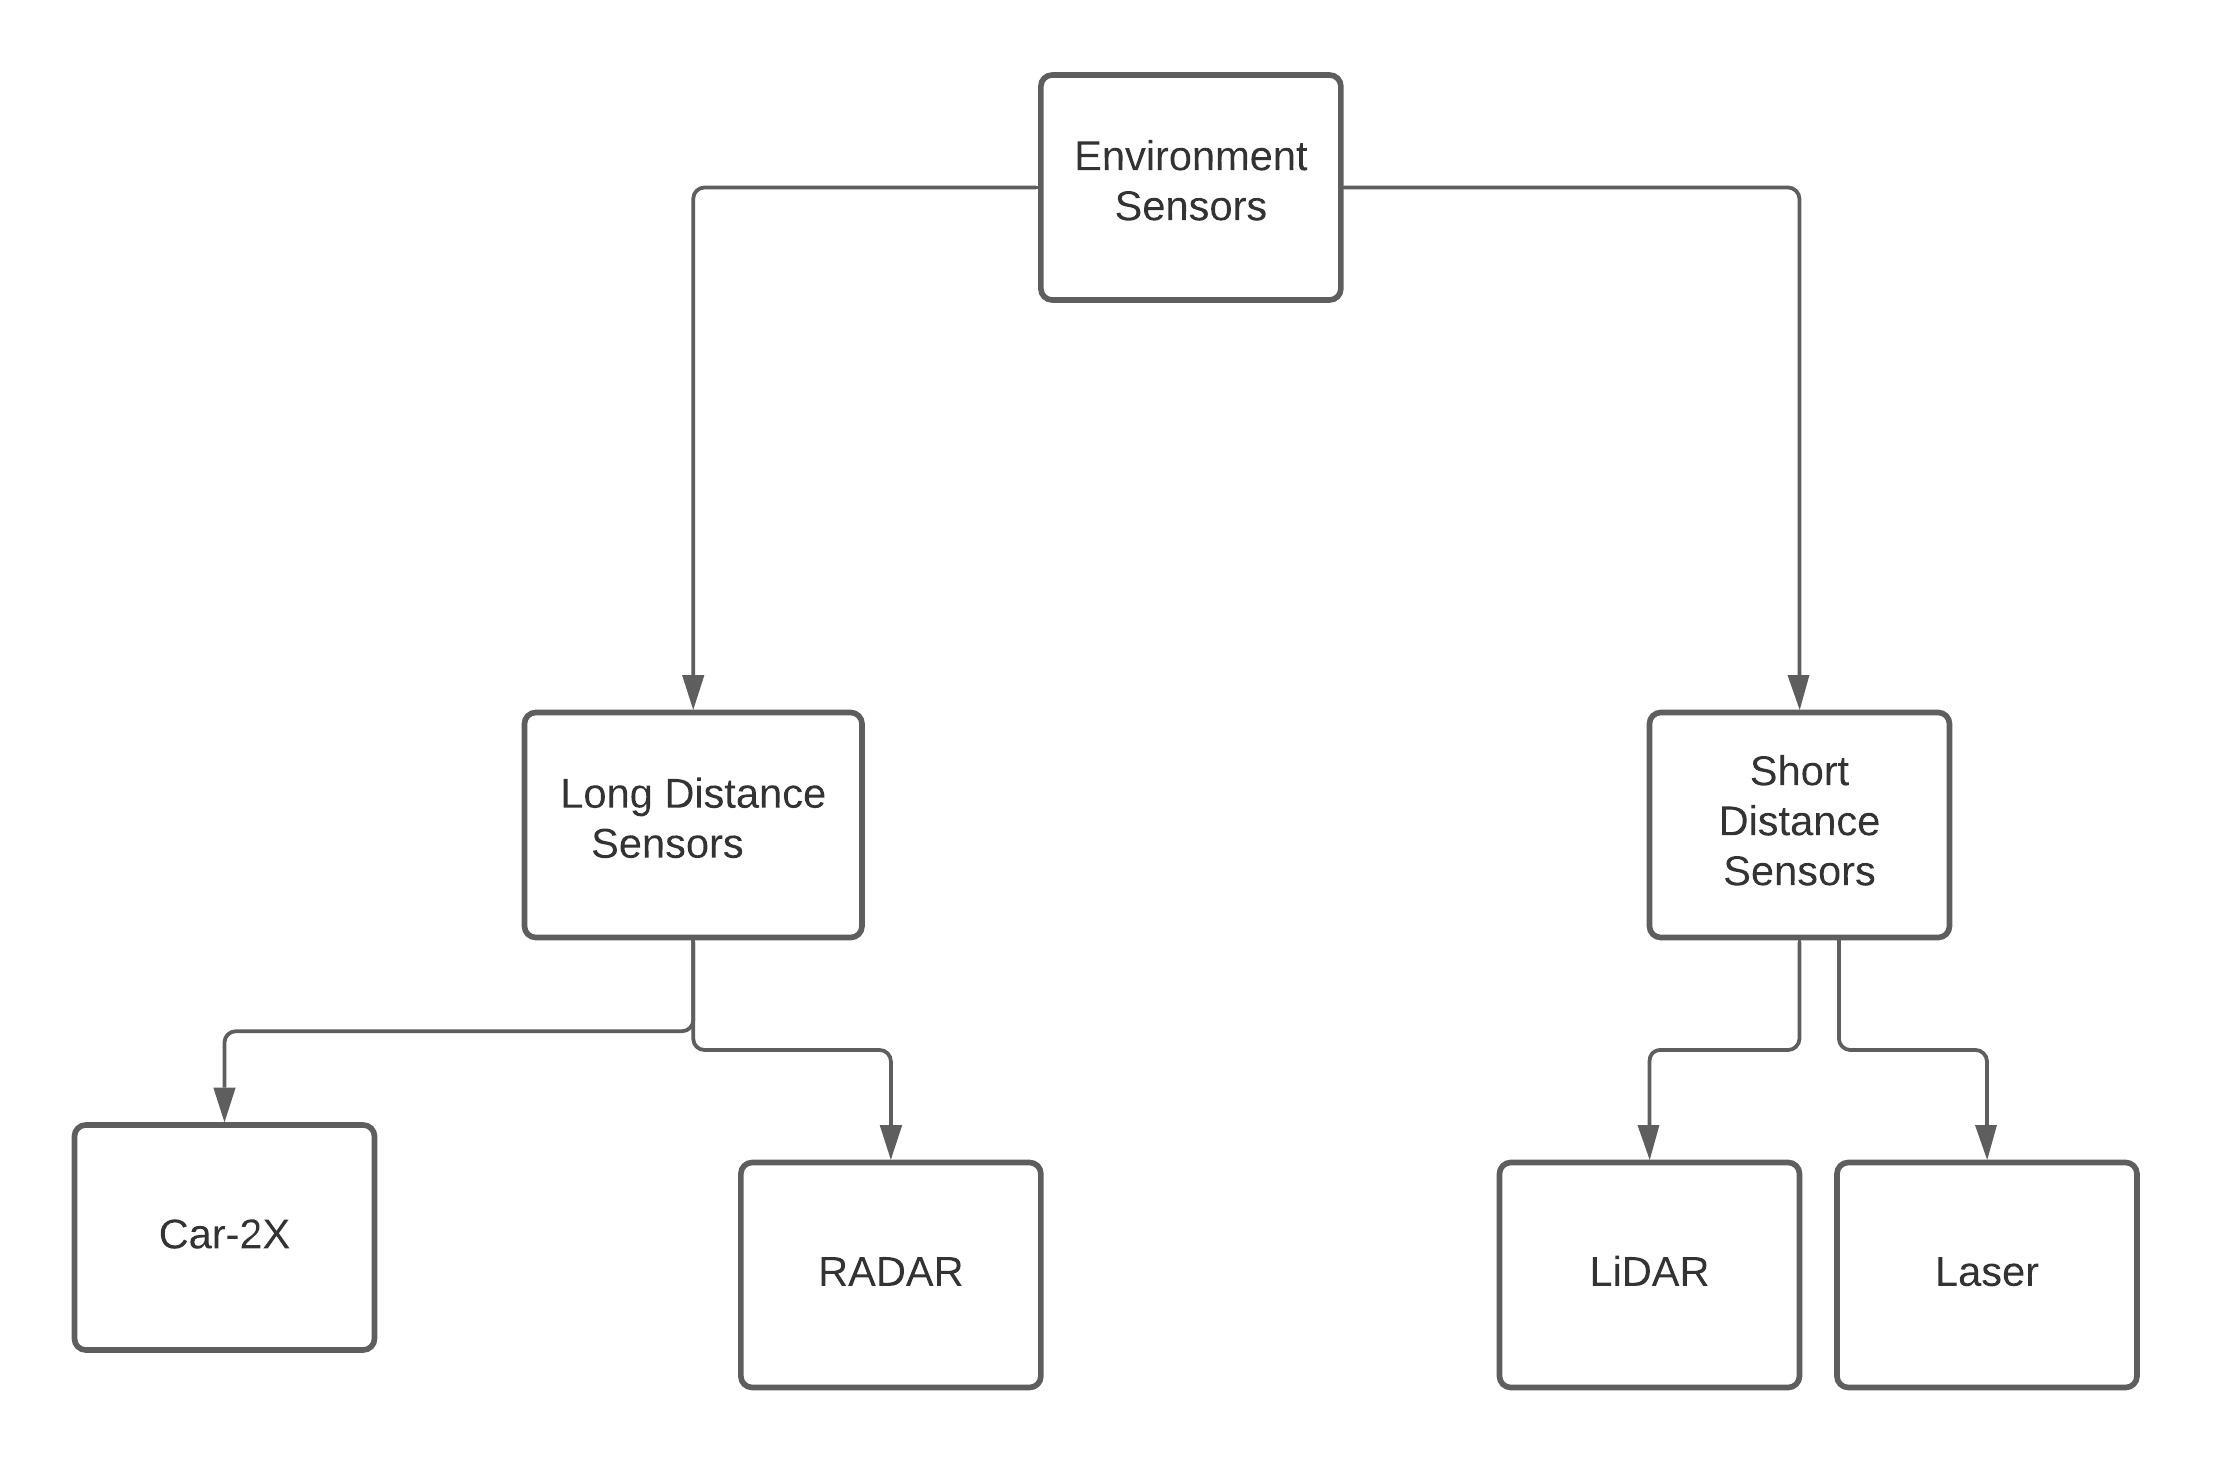 Environment
Sensors
Long Distance
Sensors
Short
Distance
Sensors
Car-2X
RADAR
LiDAR
Laser